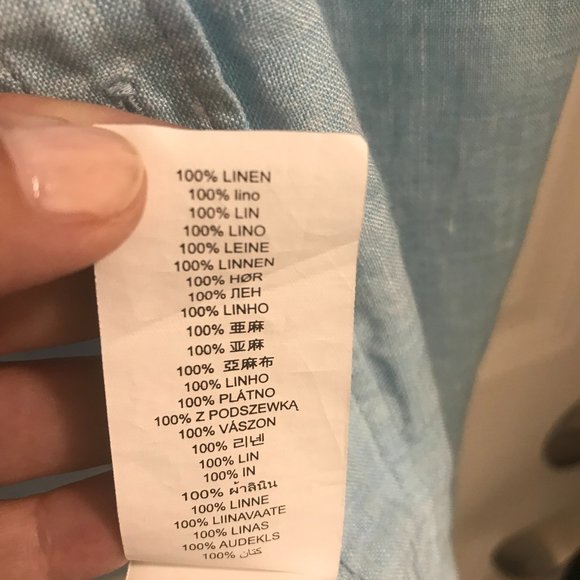 100% LINEN
100% lino
100% LIN
100% LINO
100% LEINE
100% LINNEN
100% HØR
100% ЛЕН
100% LINHO
100% 亜麻
100% 亚麻
100% 亞麻布
100% LINHO
100% PLÁTNO
100% Z PODSZEWKĄ
100% VÁSZON
100% 리넨
100% LIN
100% IN
100% ผ้าลินิน
100% LINNE
100% LIINAVAATE
100% LINAS
100% AUDEKLS
100% كتان